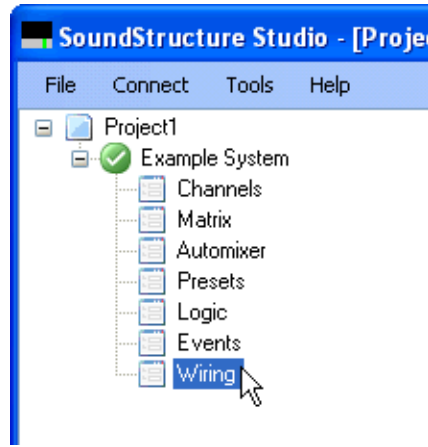 SoundStructure Studio - [Proje
File Connect Tools Help
Project1
Example System
Channels
Matrix
Automixer
Presets
Logic
Events
Wiring